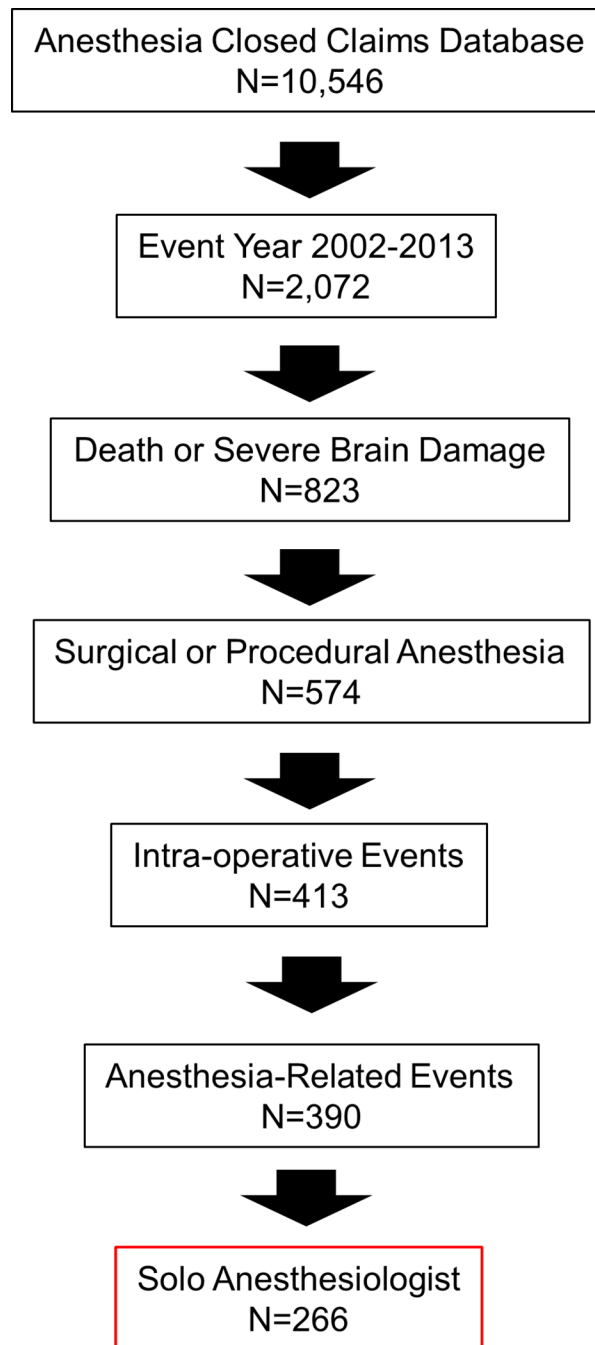 Anesthesia Closed Claims Database
N=10,546
Event Year 2002-2013
N=2,072
Death or Severe Brain Damage
N=823
Surgical or Procedural Anesthesia
N=574
Intra-operative Events
N=413
Anesthesia-Related Events
N=390
Solo Anesthesiologist
N=266